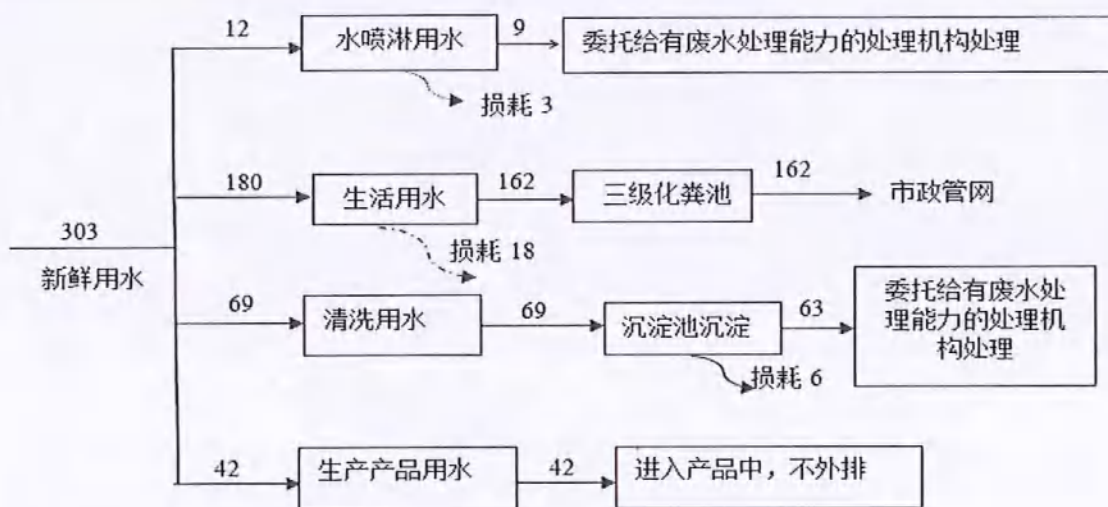 12
水喷淋用水
9
委托给有废水处理能力的处理机构处理
损耗 3
180
生活用水
162
三级化粪池
162
市政管网
损耗 18
303
新鲜用水
69
清洗用水
69
沉淀池沉淀
63
委托给有废水处
理能力的处理机
构处理
损耗 6
42
生产产品用水
42
进入产品中，不外排